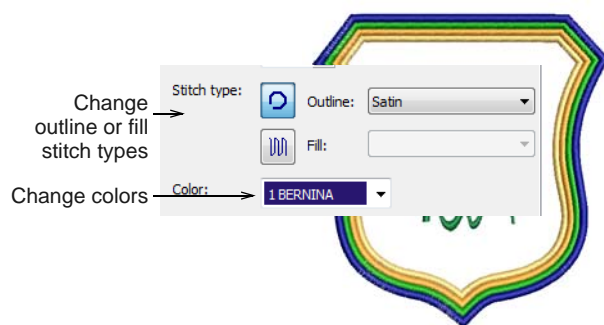 Change
outline or fill
stitch types
Change colors
Stitch type:
Outline: Satin
Fill:
Color:
1 BERNINA